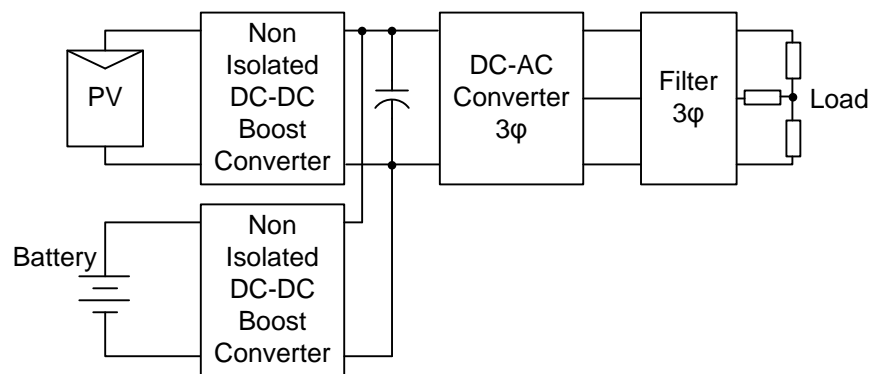 PV
Non
Isolated
DC-DC
Boost
Converter
DC-AC
Converter
3φ
Filter
3φ
Load
Battery
Non
Isolated
DC-DC
Boost
Converter